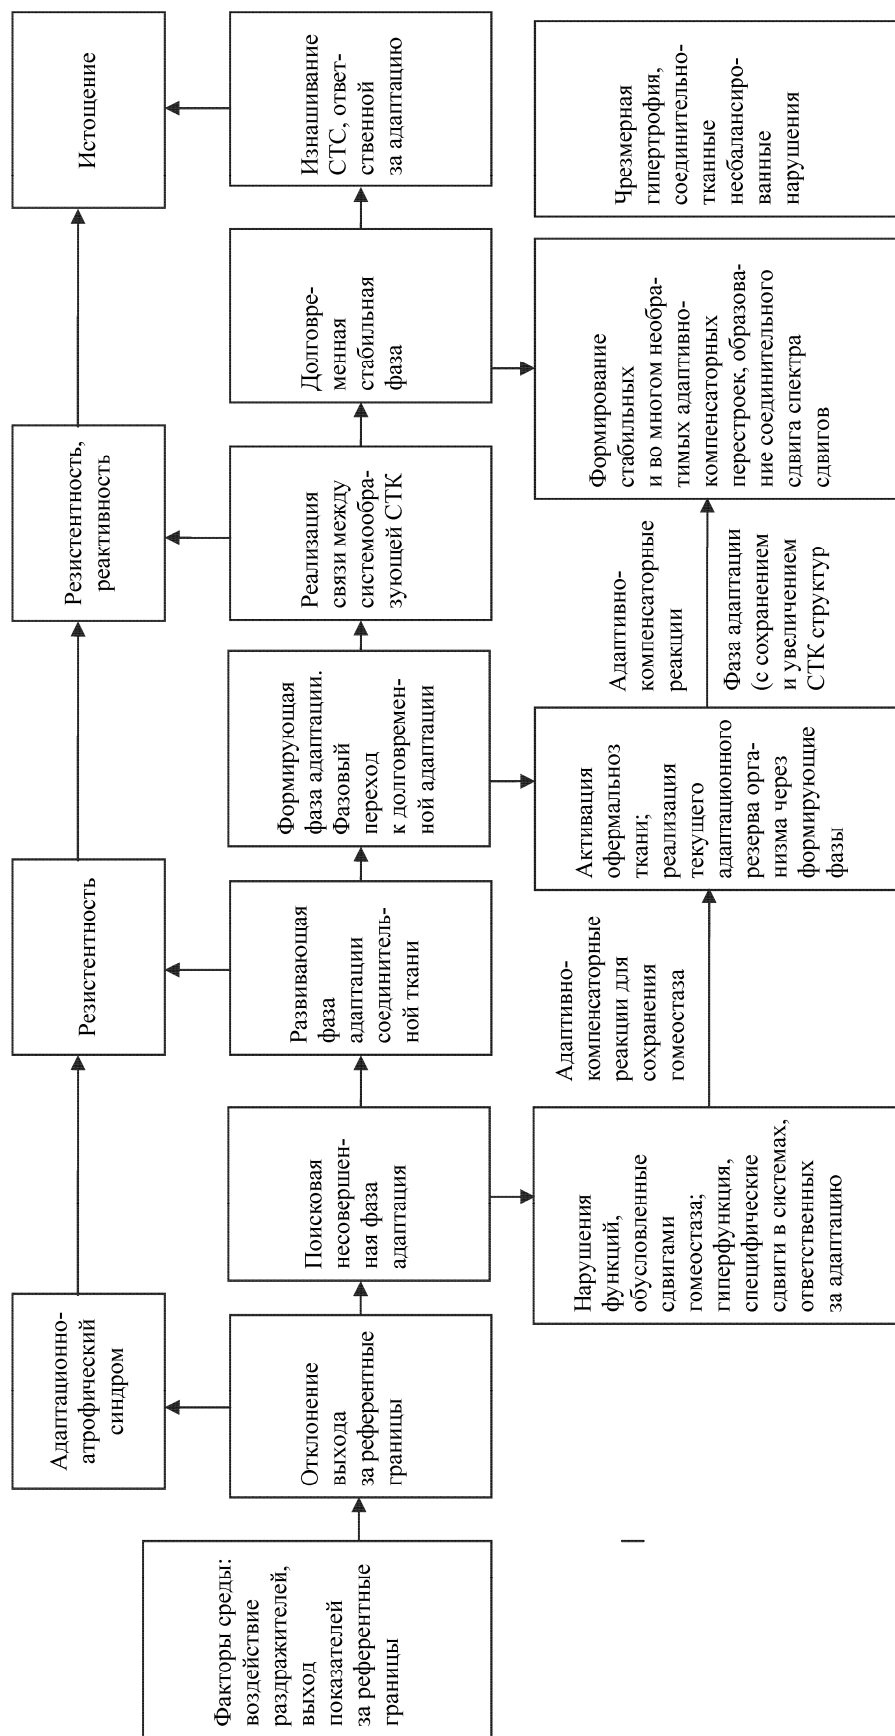 Адаптационно-
атрофический
синдром
Резистентность
Резистентность,
реактивность
Истощение
Факторы среды:
воздействие
раздражителей,
выход
показателей
за референтные
границы
Отклонение
выхода
за референтные
границы
Поисковая
несовершен-
ная фаза
адаптация
Развивающая
фаза
адаптации
соединитель-
ной ткани
Формирующая
фаза адаптации.
Фазовый
переход
к долговремен-
ной адаптации
Реализация
связи между
системообра-
зующей СТК
Долговре-
менная
стабильная
фаза
Изнашивание
СТС, ответ-
ственной
за адаптацию
Нарушения
функций,
обусловленные
сдвигами
гомеостаза;
гиперфункция,
специфические
сдвиги в системах,
ответственных
за адаптацию
Адаптивно-
компенсаторные
реакции для
сохранения
гомеостаза
Активация
офермальноз
ткани;
реализация
текущего
адаптационного
резерва орга-
низма через
формирующие
фазы
Адаптивно-
компенсаторные
реакции
Фаза адаптации
(с сохранением
и увеличением
СТК структур
Формирование
стабильных
и во многом необра-
тимых адаптивно-
компенсаторных
перестроек, образова-
ние соединительного
сдвига спектра
сдвигов
Чрезмерная
гипертрофия,
соединительно-
тканные
несбалансиро-
ванные
нарушения